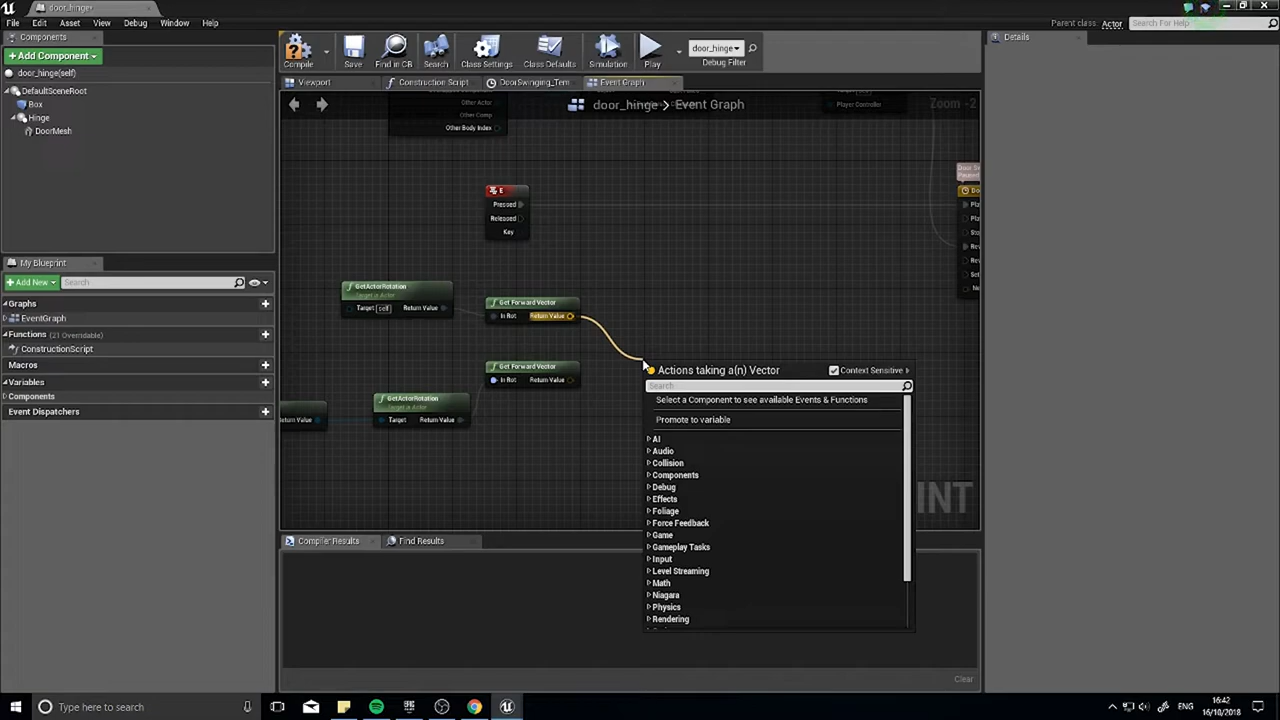 door_hinge*
File Edit Asset View Debug Window Help
Parent class: Actor
Search For Help
Components
+ Add Component
door_hinge(self)
DefaultSceneRoot
Box
Hinge
DoorMesh
Compile Save Find in CB Search Class Settings Class Defaults Simulation Play
door_hinge
Debug Filter
Details
Viewport Construction Script DoorSwinging_Tem Event Graph
door_hinge > Event Graph
Zoom -2
Other Actor
Other Comp
Other Body Index
Player Controller
E
Pressed
Released
Key
My Blueprint
+ Add New
Search
Graphs
EventGraph
Functions (21 Overridable)
ConstructionScript
Macros
Variables
Components
Event Dispatchers
GetActorRotation
Target is Actor
Target self Return Value
Get Forward Vector
In Rot Return Value
Get Forward Vector
In Rot Return Value
GetActorRotation
Target is Actor
Target Return Value
Actions taking a(n) Vector
Context Sensitive
Search
Select a Component to see available Events & Functions
Promote to variable
AI
Audio
Collision
Components
Debug
Effects
Foliage
Force Feedback
Game
Gameplay Tasks
Input
Level Streaming
Math
Niagara
Physics
Rendering
Compiler Results Find Results
Clear
Type here to search
ENG
16:42
16/18/2018